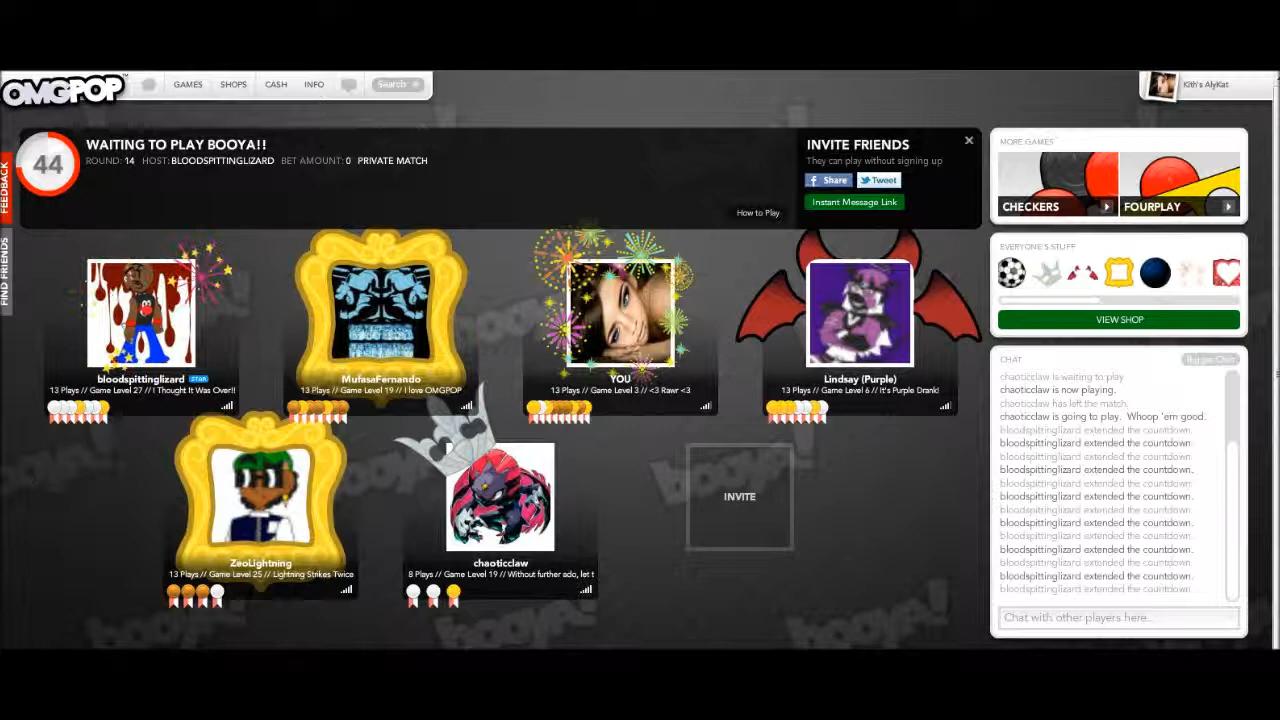 OMGPOP
GAMES SHOPS CASH INFO Search
Kith's AlyKat
FEEDBACK
FIND FRIENDS
44
WAITING TO PLAY BOOYA!!
ROUND: 14 HOST: BLOODSPITTINGLIZARD BET AMOUNT: 0 PRIVATE MATCH
How to Play
INVITE FRIENDS
They can play without signing up
Share Tweet
Instant Message Link
MORE GAMES
CHECKERS FOURPLAY
EVERYONE'S STUFF
VIEW SHOP
bloodspittinglizard STAR
13 Plays // Game Level 27 // I Thought It Was Over!!
MufasaFernando
13 Plays // Game Level 19 // I love OMGPOP
YOU
13 Plays // Game Level 3 // <3 Rawr <3
Lindsay (Purple)
13 Plays // Game Level 6 // It's Purple Drank!
ZeoLightning
13 Plays // Game Level 25 // Lightning Strikes Twice
chaoticclaw
8 Plays // Game Level 19 // Without further ado, let t
INVITE
booya!
booya!
booya!
CHAT
chaoticclaw is waiting to play
chaoticclaw is now playing.
chaoticclaw has left the match.
chaoticclaw is going to play. Whoop 'em good.
bloodspittinglizard extended the countdown.
bloodspittinglizard extended the countdown.
bloodspittinglizard extended the countdown.
bloodspittinglizard extended the countdown.
bloodspittinglizard extended the countdown.
bloodspittinglizard extended the countdown.
bloodspittinglizard extended the countdown.
bloodspittinglizard extended the countdown.
bloodspittinglizard extended the countdown.
bloodspittinglizard extended the countdown.
bloodspittinglizard extended the countdown.
bloodspittinglizard extended the countdown.
bloodspittinglizard extended the countdown.
Chat with other players here...